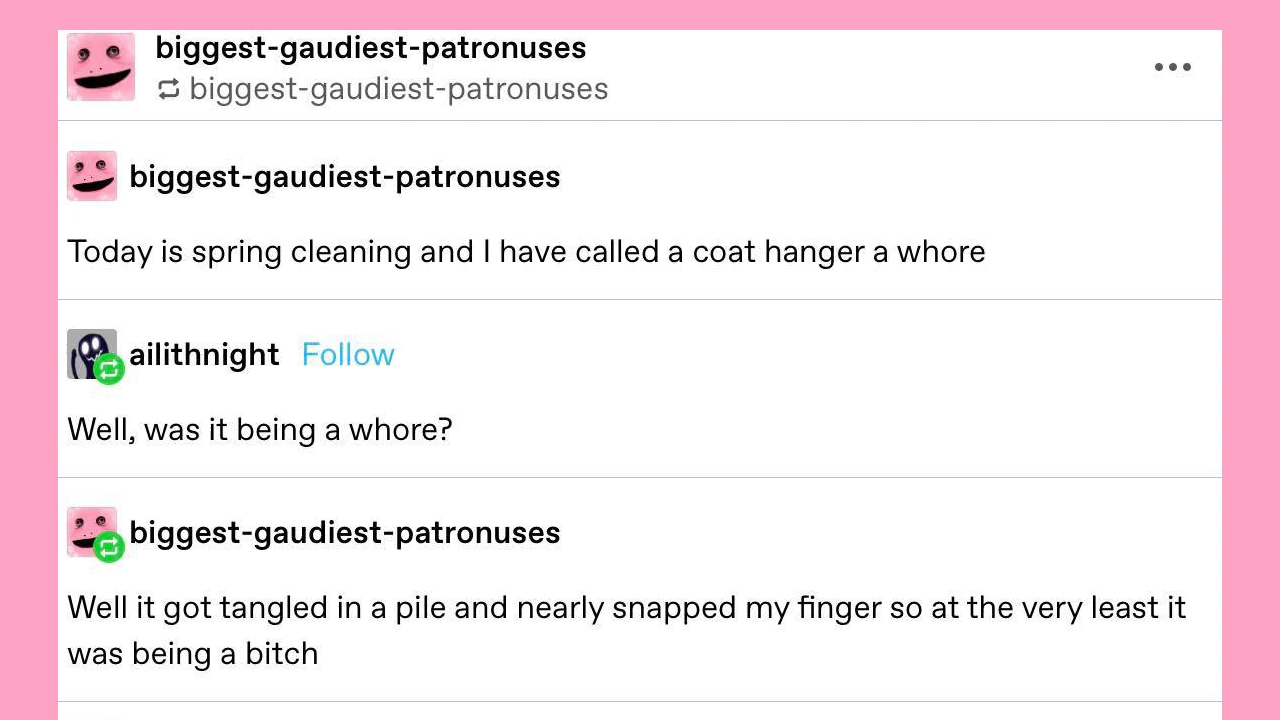 biggest-gaudiest-patronuses
biggest-gaudiest-patronuses
biggest-gaudiest-patronuses
Today is spring cleaning and I have called a coat hanger a whore
ailithnight Follow
Well, was it being a whore?
biggest-gaudiest-patronuses
Well it got tangled in a pile and nearly snapped my finger so at the very least it
was being a bitch